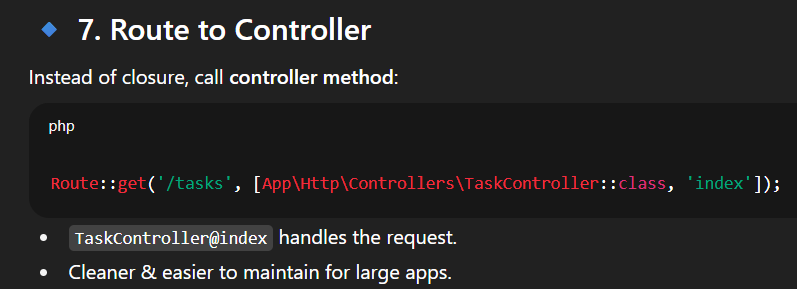 7. Route to Controller
Instead of closure, call controller method:
php
Route::get('/tasks', [App\Http\Controllers\TaskController::class, 'index']);
• TaskController@index handles the request.
• Cleaner & easier to maintain for large apps.